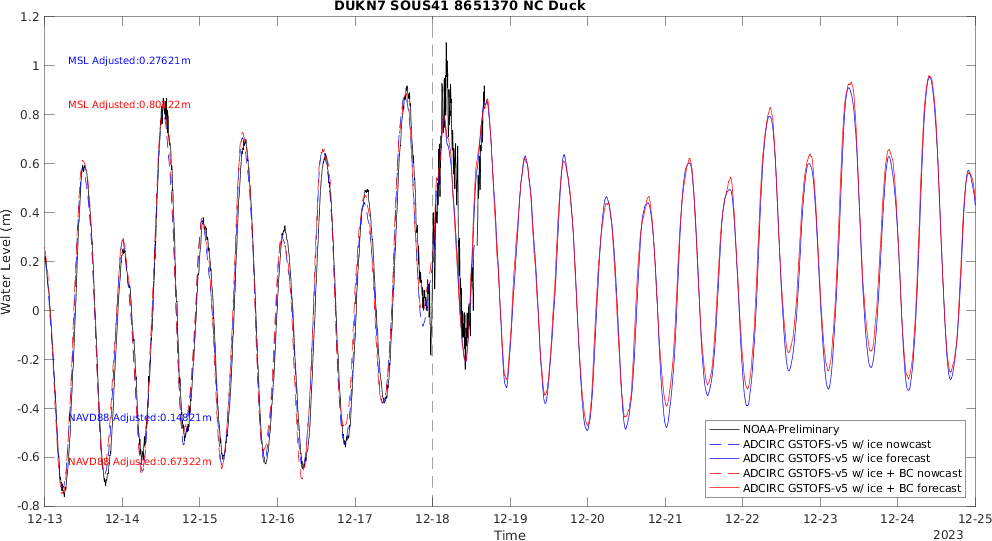 DUKN7 SOUS41 8651370 NC Duck
1.2
1
0.8
0.6
0.4
0.2
0
-0.2
-0.4
-0.6
-0.8
Water Level (m)
MSL Adjusted:0.27621m
MSL
NAVD88 Adjusted:0.14821m
NAVD88 Adjusted:0.67322m
NOAA-Preliminary
ADCIRC GSTOFS-v5 w/ ice nowcast
ADCIRC GSTOFS-v5 w/ ice forecast
ADCIRC GSTOFS-v5 w/ ice + BC nowcast
ADCIRC GSTOFS-v5 w/ ice + BC forecast
12-13 12-14 12-15 12-16 12-17 12-18 12-19 12-20 12-21 12-22 12-23 12-24 12-25
Time
2023